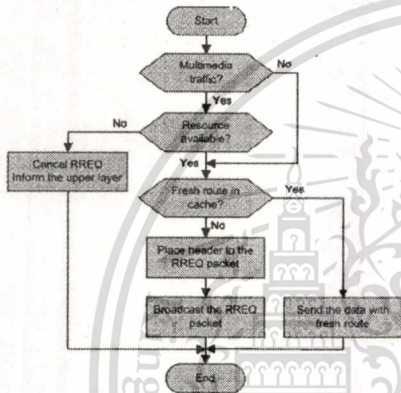 Start
Multimedia
traffic?
No
Yes
No
Resource
available?
Yes
Cancel RREQ
Inform the upper layer
Fresh route in
cache?
Yes
No
Place header to the
RREQ packet
Broadcast the RREQ
packet
Send the data with
fresh route
End